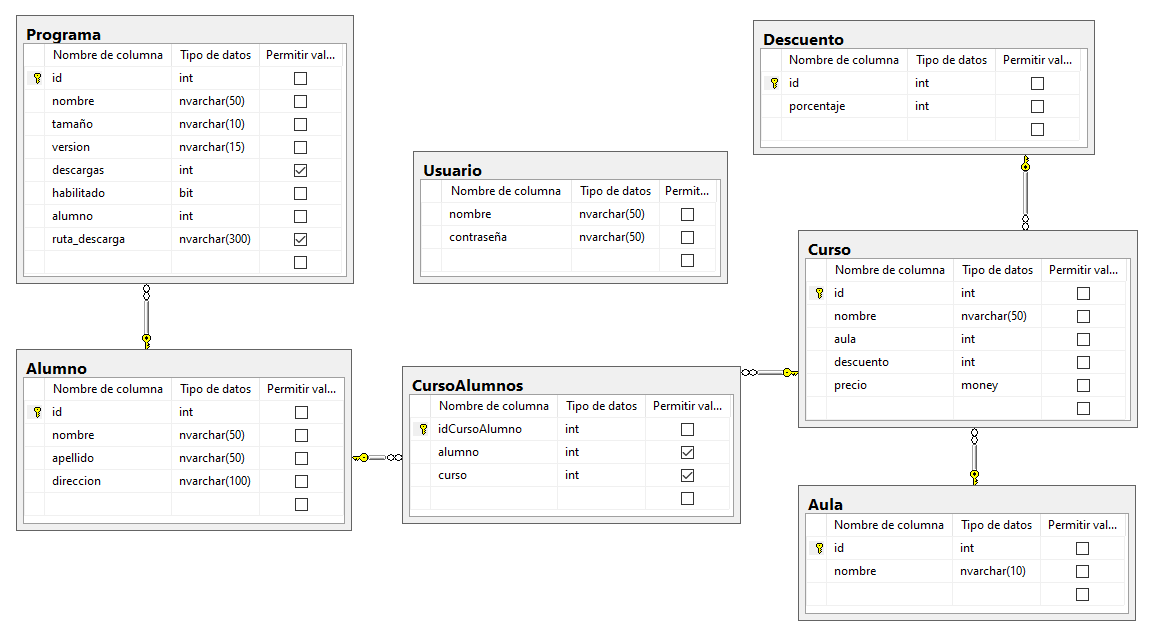 Programa
Nombre de columna Tipo de datos Permitir val...
id int
nombre nvarchar(50)
tamaño nvarchar(10)
version nvarchar(15)
descargas int
habilitado bit
alumno int
ruta_descarga nvarchar(300)
Usuario
Nombre de columna Tipo de datos Permit...
nombre nvarchar(50)
contraseña nvarchar(50)
Descuento
Nombre de columna Tipo de datos Permitir val...
id int
porcentaje int
Curso
Nombre de columna Tipo de datos Permitir val...
id int
nombre nvarchar(50)
aula int
descuento int
precio money
Alumno
Nombre de columna Tipo de datos Permitir val...
id int
nombre nvarchar(50)
apellido nvarchar(50)
direccion nvarchar(100)
CursoAlumnos
Nombre de columna Tipo de datos Permitir val...
idCursoAlumno int
alumno int
curso int
Aula
Nombre de columna Tipo de datos Permitir val...
id int
nombre nvarchar(10)